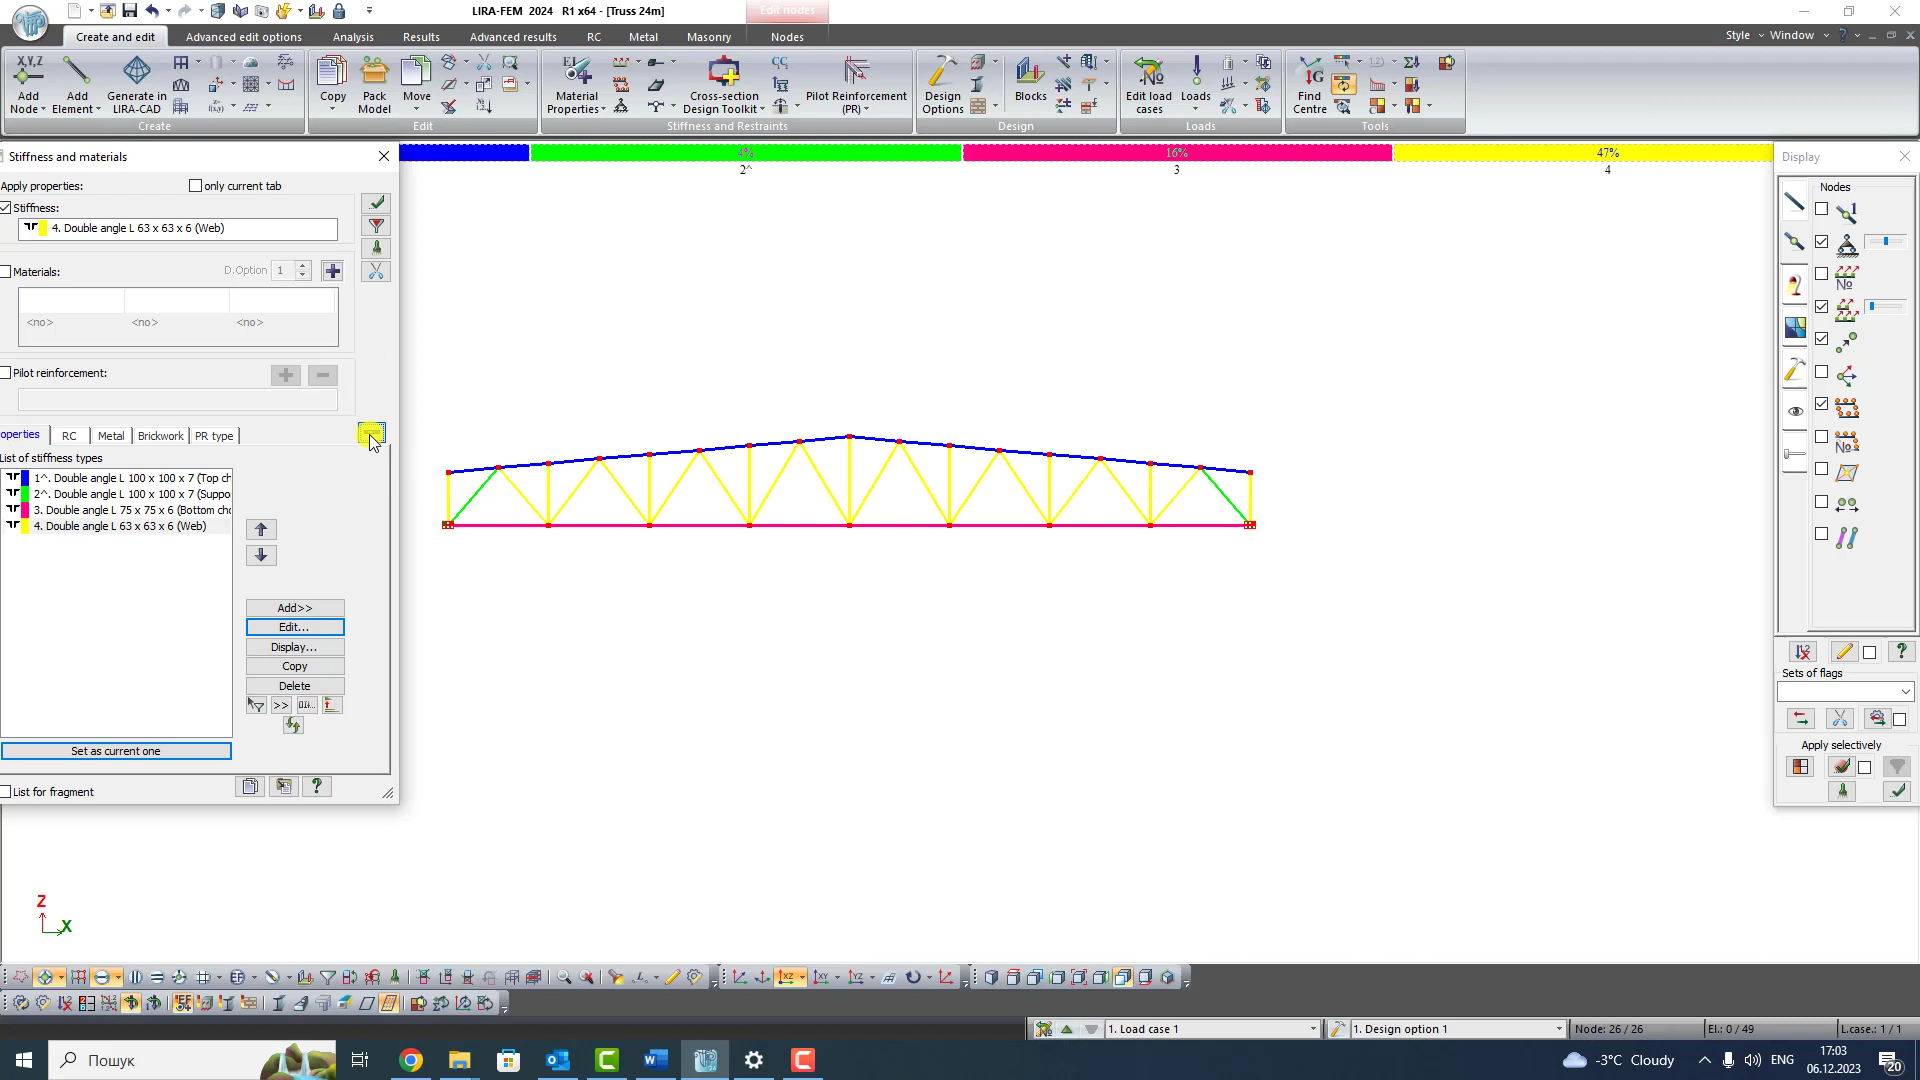 LIRA-FEM 2024 R1 x64 - [Truss 24m]
Edit nodes
Create and edit
Advanced edit options
Analysis
Results
Advanced results
RC
Metal
Masonry
Nodes
Style
Window
Add Node
Add Element
Generate in LIRA-CAD
Create
Copy
Pack Model
Move
Edit
Material Properties
Cross-section Design Toolkit
Pilot Reinforcement (PR)
Stiffness and Restraints
Design Options
Blocks
Design
Edit load cases
Loads
Loads
Find Centre
Tools
Stiffness and materials
Apply properties:
only current tab
Stiffness:
4. Double angle L 63 x 63 x 6 (Web)
Materials:
D.Option
1
<no>
<no>
<no>
Pilot reinforcement:
operties
RC
Metal
Brickwork
PR type
List of stiffness types
1^. Double angle L 100 x 100 x 7 (Top ch
2^. Double angle L 100 x 100 x 7 (Suppo
3. Double angle L 75 x 75 x 6 (Bottom cho
4. Double angle L 63 x 63 x 6 (Web)
Add>>
Edit...
Display...
Copy
Delete
>>
Set as current one
List for fragment
4%
16%
47%
2^
3
4
Z
X
Display
Nodes
Sets of flags
Apply selectively
1. Load case 1
1. Design option 1
Node: 26 / 26
El.: 0 / 49
L.case.: 1 / 1
Пошук
-3°C Cloudy
ENG
17:03
06.12.2023
20